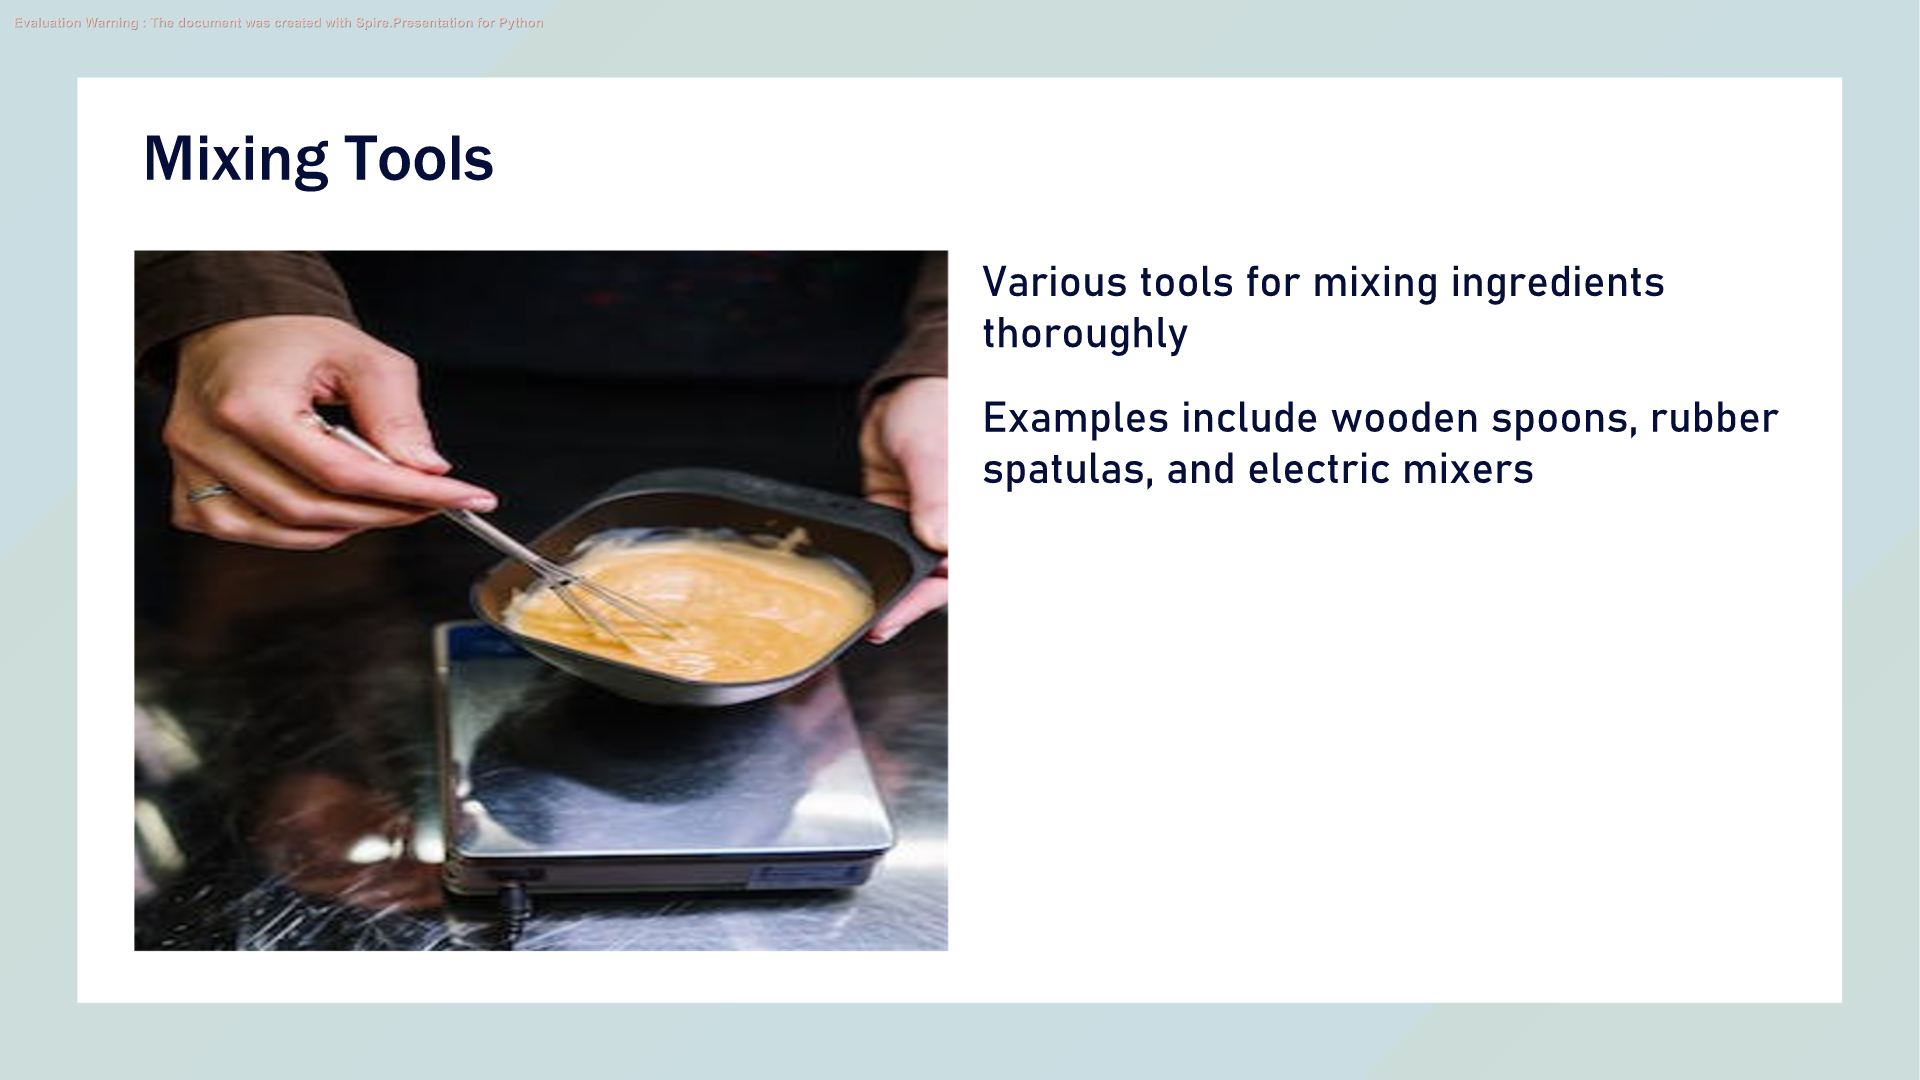 Evaluation Warning : The document was created with Spire.Presentation for Python
Mixing Tools
Various tools for mixing ingredients
thoroughly
Examples include wooden spoons, rubber
spatulas, and electric mixers